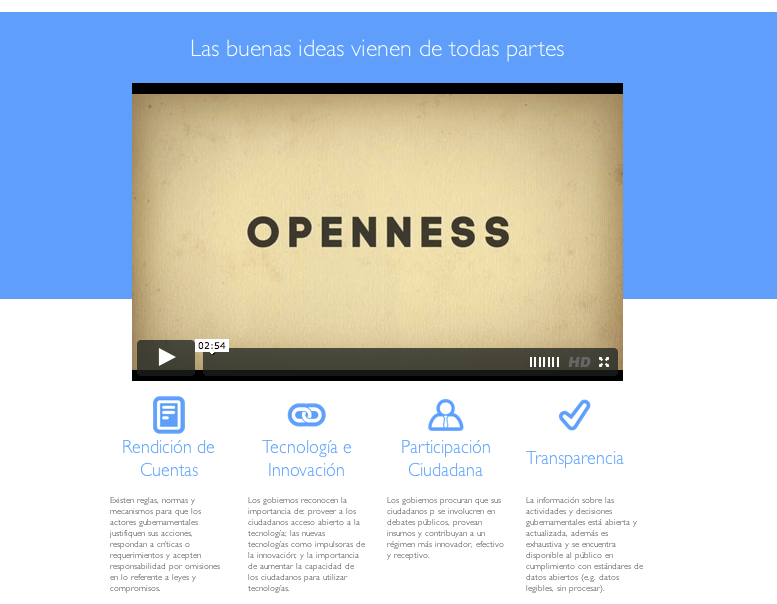 Las buenas ideas vienen de todas partes
OPENNESS
02:54
HD
Rendición de
Cuentas
Existen reglas, normas y
mecanismos para que los
actores gubernamentales
justifiquen sus acciones,
respondan a críticas o
requerimientos y acepten
responsabilidad por omisiones
en lo referente a leyes y
compromisos.
Tecnología e
Innovación
Los gobiernos reconocen la
importancia de: proveer a los
ciudadanos acceso abierto a la
tecnología; las nuevas
tecnologías como impulsoras de
la innovación; y la importancia
de aumentar la capacidad de
los ciudadanos para utilizar
tecnologías.
Participación
Ciudadana
Los gobiernos procuran que sus
ciudadanos p se involucren en
debates públicos, provean
insumos y contribuyan a un
régimen más innovador, efectivo
y receptivo.
Transparencia
La información sobre las
actividades y decisiones
gubernamentales está abierta y
actualizada, además es
exhaustiva y se encuentra
disponible al público en
cumplimiento con estándares de
datos abiertos (e.g. datos
legibles, sin procesar).